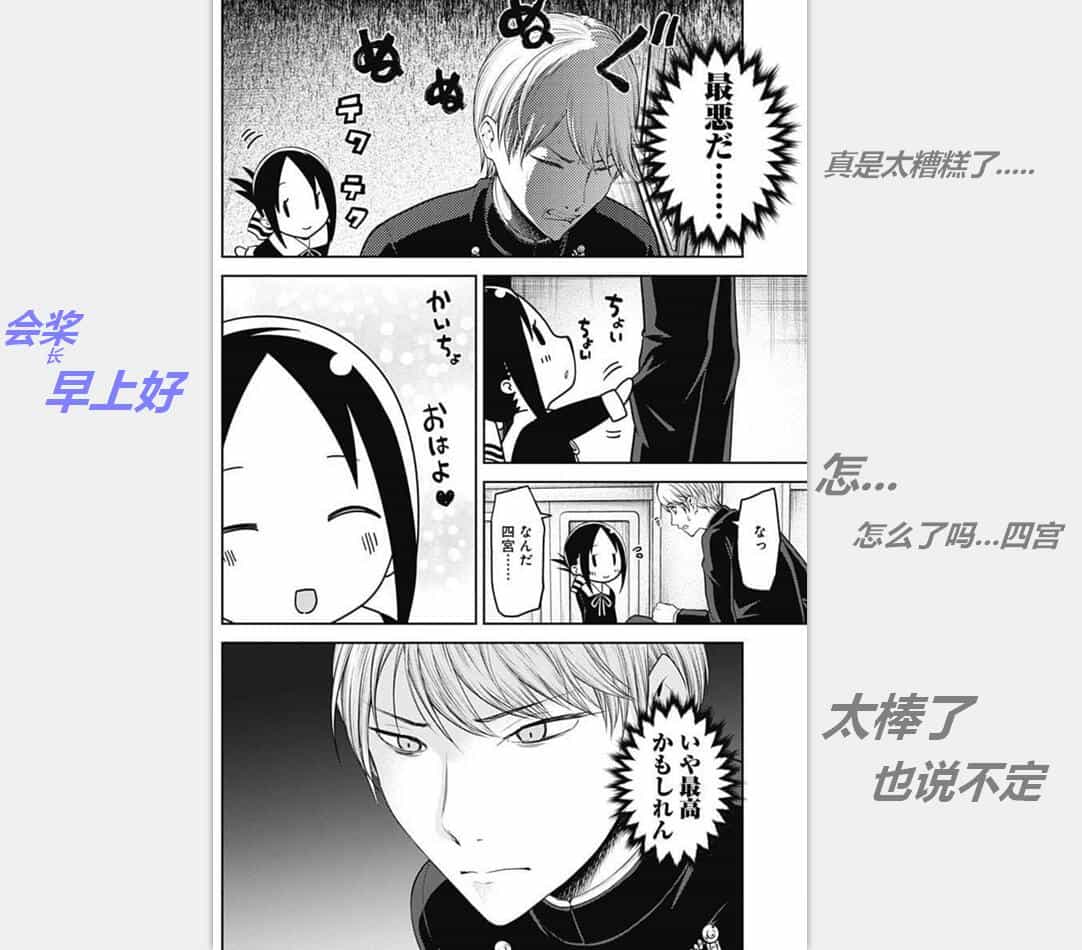 最悪だ……
ぐぬぬぬ
テクテク
真是太糟糕了.....
ちょい
ちょい
かいちょ
おはよ♥
会桨
长
早上好
なっ
なんだ
四宮……
怎...
怎么了吗...四宫
いや最高
かもしれん
太棒了
也说不定